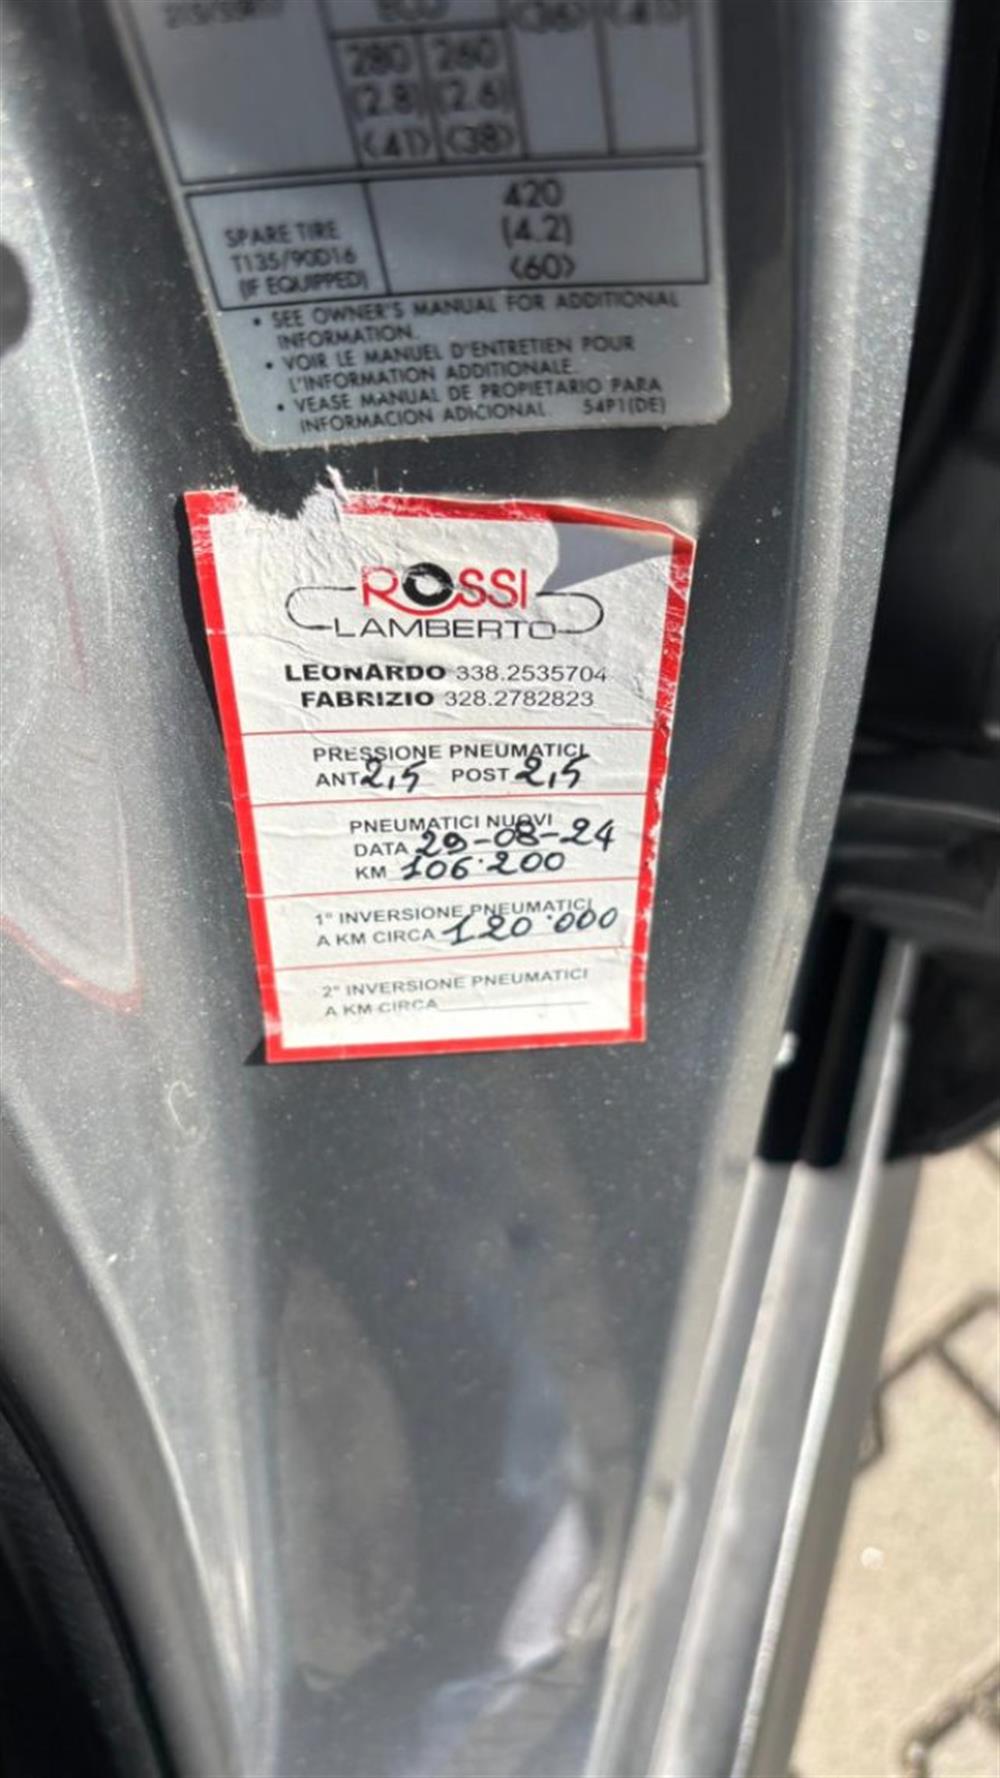 ECO
280 260
(2.8) (2.6)
<41> <38>
SPARE TIRE
T135/90D16
(IF EQUIPPED)
420
(4.2)
<60>
• SEE OWNER'S MANUAL FOR ADDITIONAL
INFORMATION.
• VOIR LE MANUEL D'ENTRETIEN POUR
L'INFORMATION ADDITIONALE.
• VEASE MANUAL DE PROPIETARIO PARA
INFORMACION ADICIONAL. 54P1(DE)
ROSSI
LAMBERTO
LEONARDO 338.2535704
FABRIZIO 328.2782823
PRESSIONE PNEUMATICI
ANT 2,5 POST 2,5
PNEUMATICI NUOVI
DATA 29-08-24
KM 106.200
1° INVERSIONE PNEUMATICI
A KM CIRCA 120.000
2° INVERSIONE PNEUMATICI
A KM CIRCA